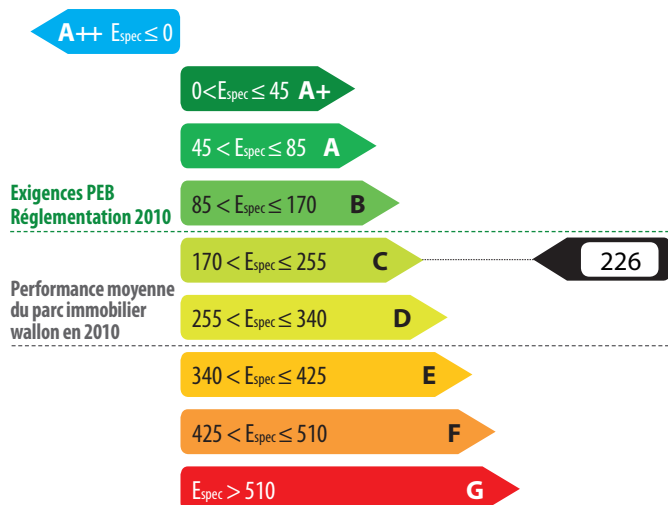 A++ Espec ≤ 0
0<Espec ≤ 45 A+
45 < Espec ≤ 85 A
Exigences PEB
Réglementation 2010
85 < Espec ≤ 170 B
170 < Espec ≤ 255 C
226
Performance moyenne
du parc immobilier
wallon en 2010
255 < Espec ≤ 340 D
340 < Espec ≤ 425 E
425 < Espec ≤ 510 F
Espec > 510 G